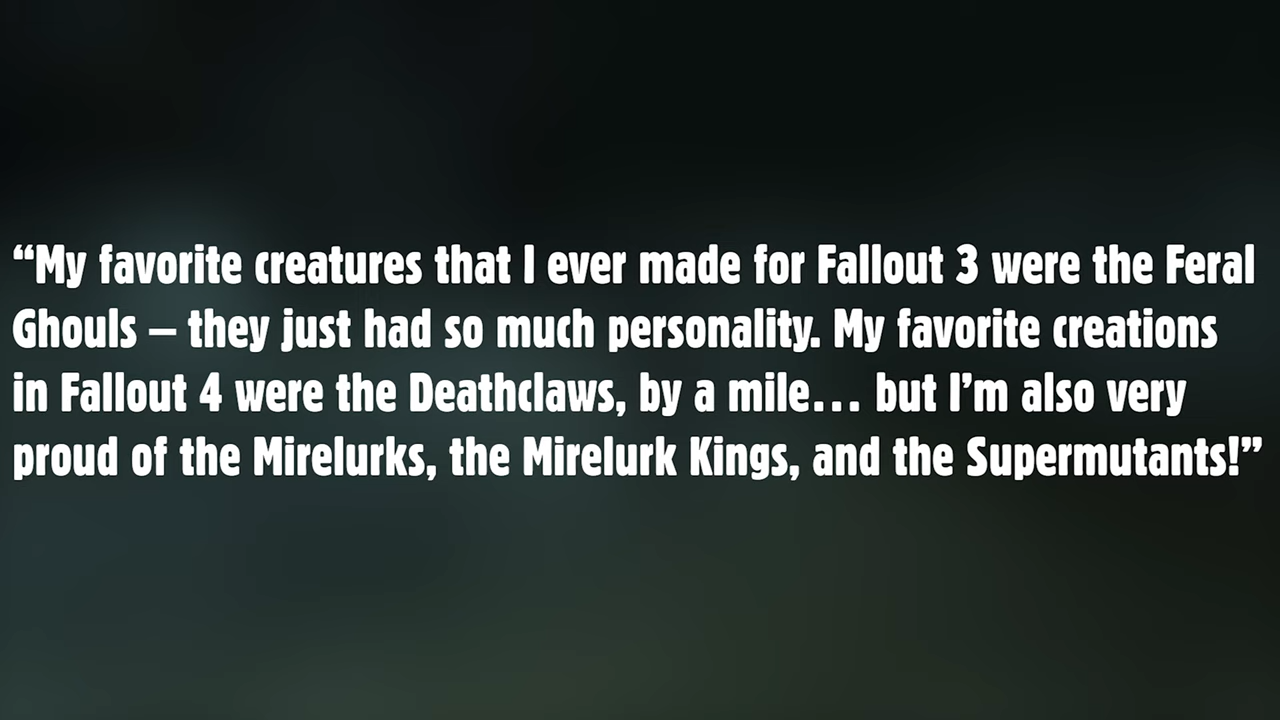 “My favorite creatures that I ever made for Fallout 3 were the Feral
Ghouls – they just had so much personality. My favorite creations
in Fallout 4 were the Deathclaws, by a mile… but I’m also very
proud of the Mirelurks, the Mirelurk Kings, and the Supermutants!”